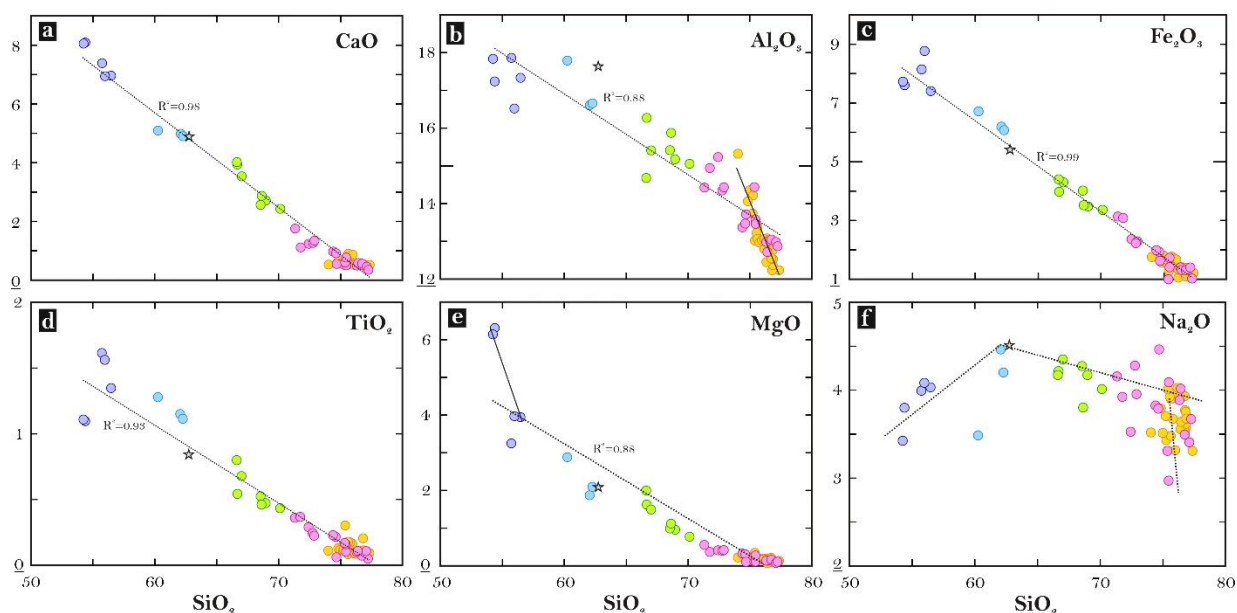 a
CaO
8
6
4
2
0
R²=0.98
b
Al₂O₃
18
16
14
12
R²=0.88
c
Fe₂O₃
9
7
5
3
1
R²=0.99
d
TiO₂
2
1
0
R²=0.93
50 60 70 80
SiO₂
e
MgO
6
4
2
0
R²=0.88
50 60 70 80
SiO₂
f
Na₂O
6
5
4
3
2
50 60 70 80
SiO₂